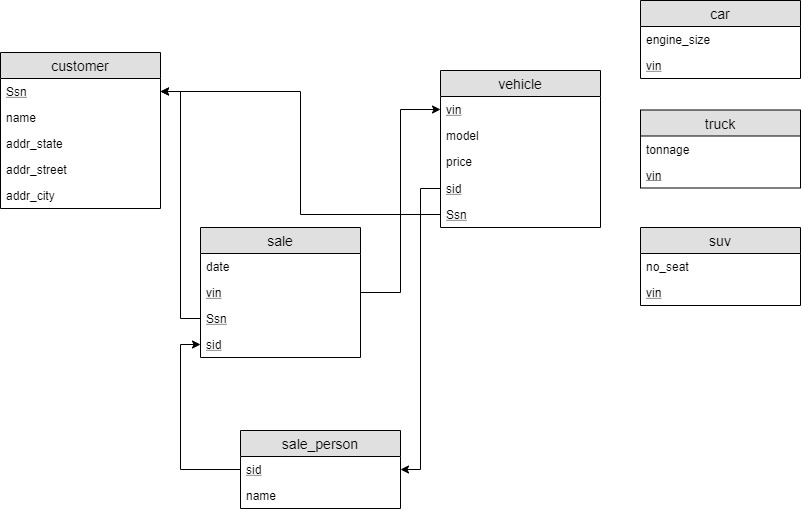 customer
Ssn
name
addr_state
addr_street
addr_city
sale
date
vin
Ssn
sid
sale_person
sid
name
vehicle
vin
model
price
sid
Ssn
car
engine_size
vin
truck
tonnage
vin
suv
no_seat
vin